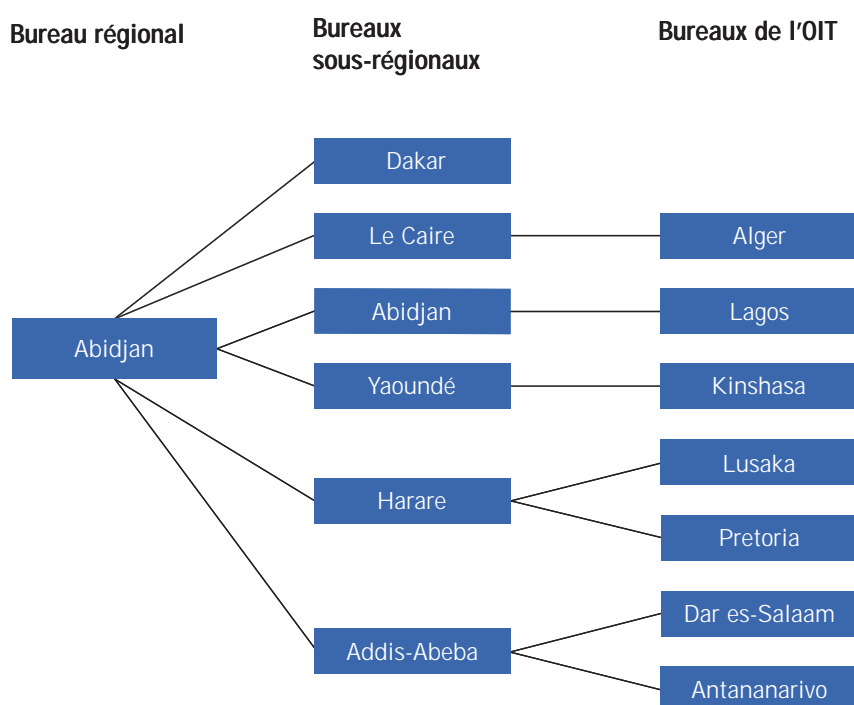 Bureau régional
Bureaux
sous-régionaux
Bureaux de l'OIT
Dakar
Le Caire
Alger
Abidjan
Lagos
Abidjan
Yaoundé
Kinshasa
Harare
Lusaka
Pretoria
Addis-Abeba
Dar es-Salaam
Antananarivo